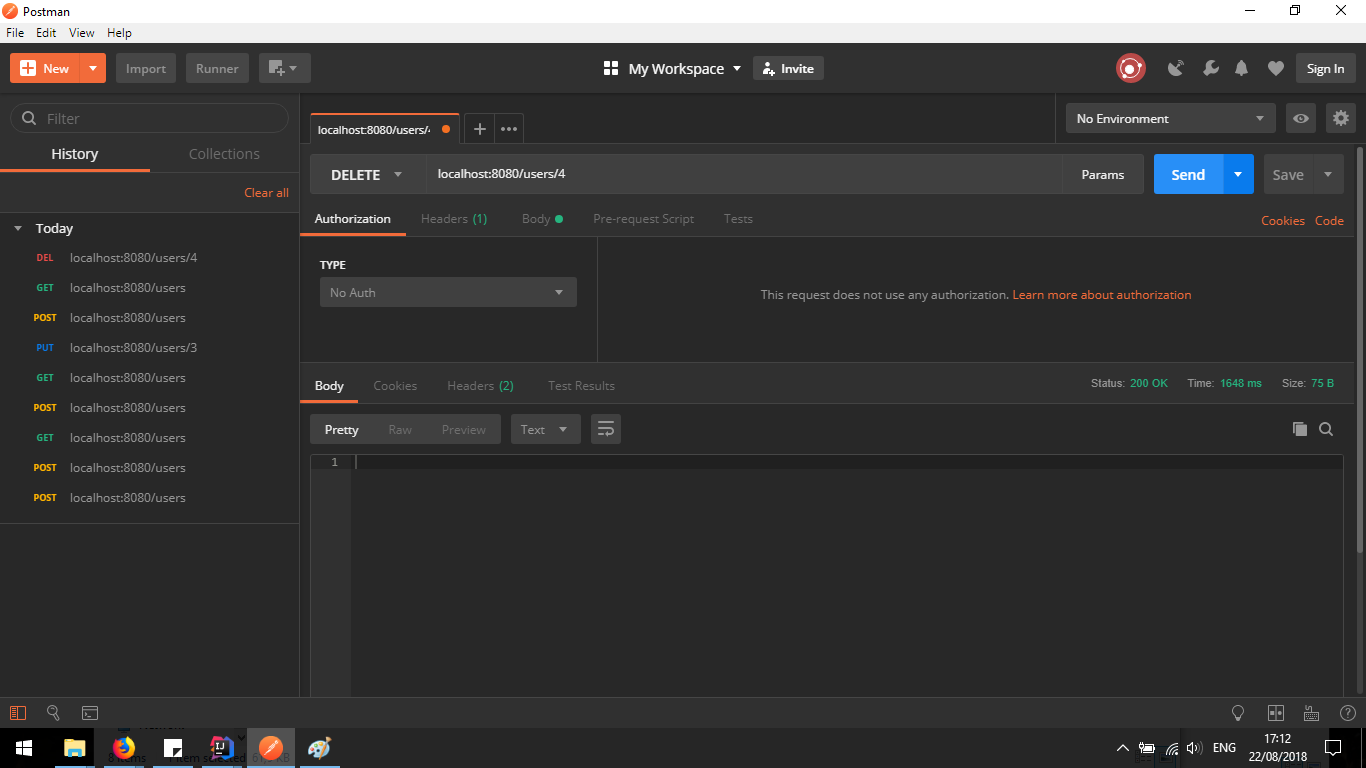 Postman
File Edit View Help
New Import Runner My Workspace Invite Sign In
Filter
History Collections
Clear all
Today
DEL localhost:8080/users/4
GET localhost:8080/users
POST localhost:8080/users
PUT localhost:8080/users/3
GET localhost:8080/users
POST localhost:8080/users
GET localhost:8080/users
POST localhost:8080/users
POST localhost:8080/users
localhost:8080/users/4 No Environment
DELETE localhost:8080/users/4 Params Send Save
Authorization Headers (1) Body Pre-request Script Tests Cookies Code
TYPE
No Auth
This request does not use any authorization. Learn more about authorization
Body Cookies Headers (2) Test Results Status: 200 OK Time: 1648 ms Size: 75 B
Pretty Raw Preview Text
1
ENG 17:12
22/08/2018